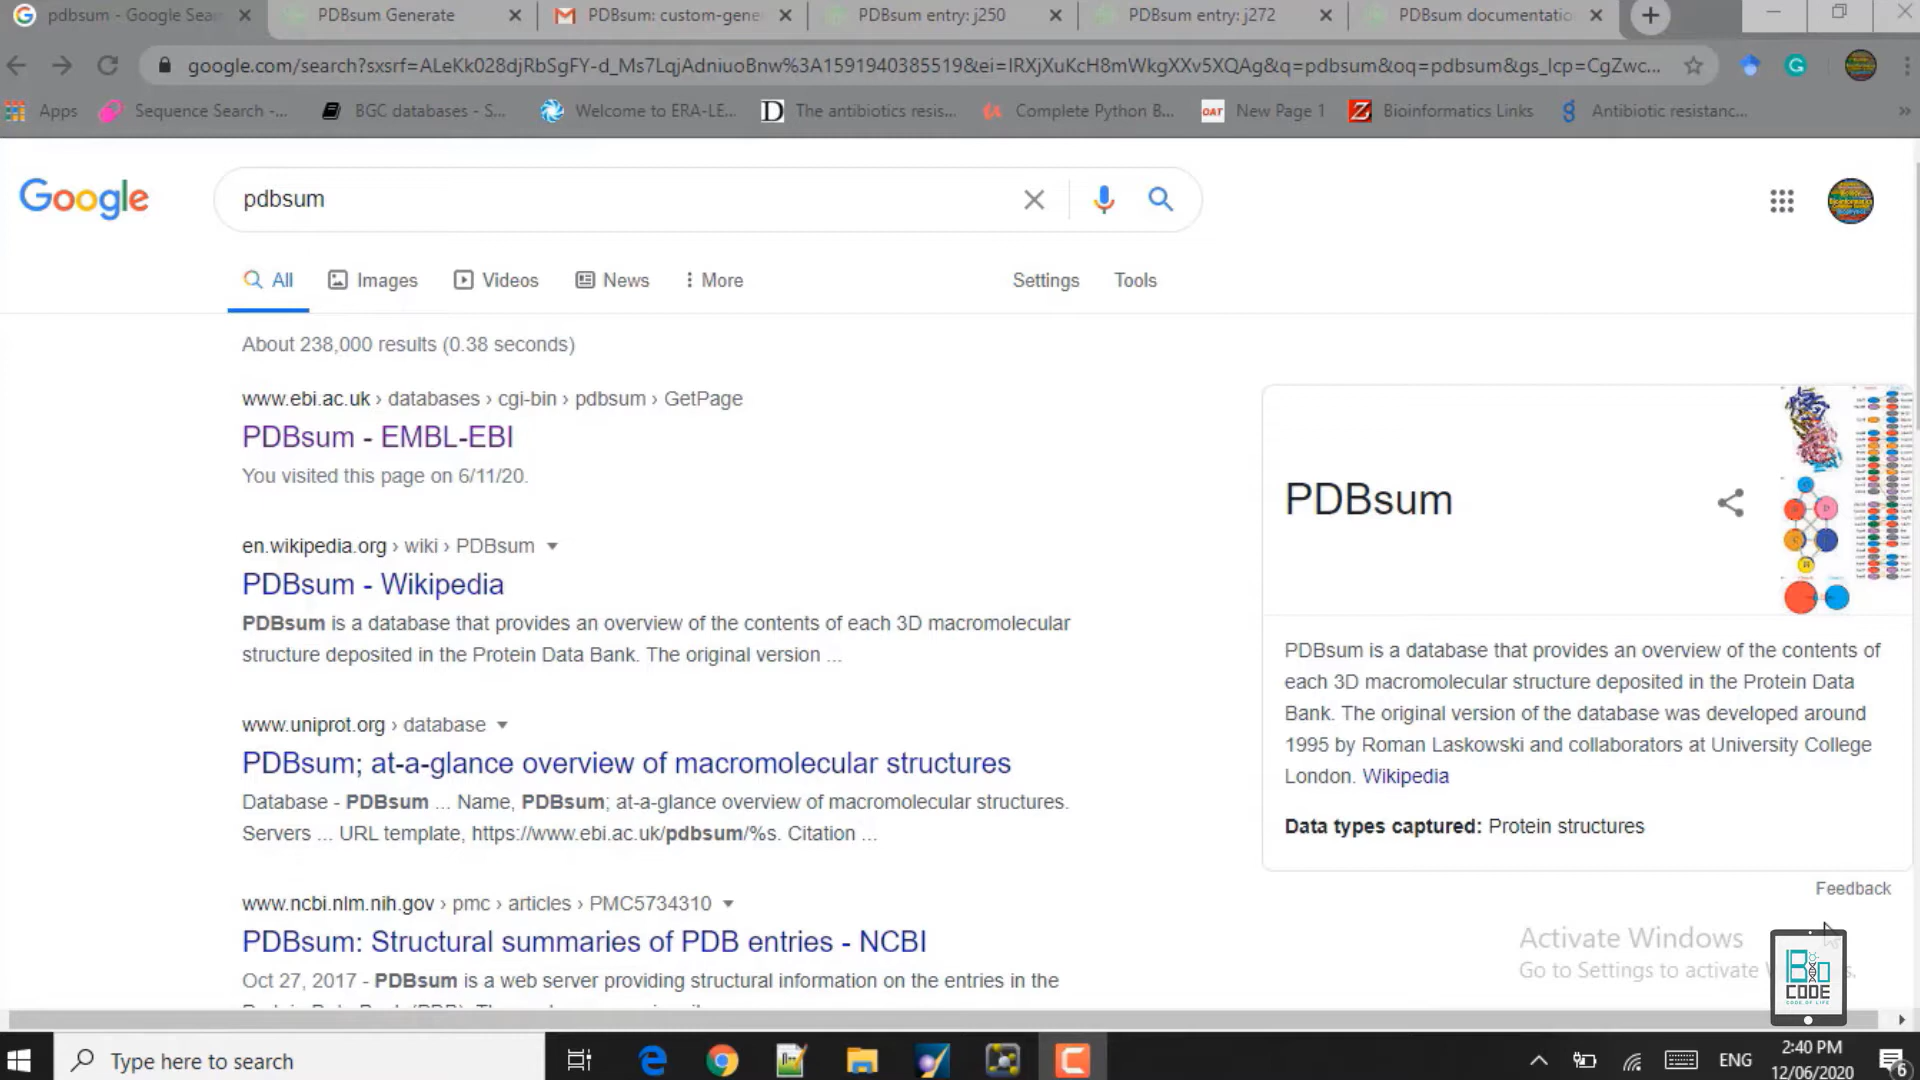 pdbsum - Google Sear
PDBsum Generate
PDBsum: custom-gene
PDBsum entry: j250
PDBsum entry: j272
PDBsum documentatio
google.com/search?sxsrf=ALeKk028djRbSgFY-d_Ms7LqjAdniuoBnw%3A1591940385519&ei=IRXjXuKcH8mWkgXXv5XQAg&q=pdbsum&oq=pdbsum&gs_lcp=CgZwc...
Apps
Sequence Search -...
BGC databases - S...
Welcome to ERA-LE...
D
The antibiotics resis...
Complete Python B...
OAT
New Page 1
Z
Bioinformatics Links
Antibiotic resistanc...
»
Google
pdbsum
All
Images
Videos
News
More
Settings
Tools
About 238,000 results (0.38 seconds)
www.ebi.ac.uk › databases › cgi-bin › pdbsum › GetPage
PDBsum - EMBL-EBI
You visited this page on 6/11/20.
en.wikipedia.org › wiki › PDBsum
PDBsum - Wikipedia
PDBsum is a database that provides an overview of the contents of each 3D macromolecular
structure deposited in the Protein Data Bank. The original version ...
www.uniprot.org › database
PDBsum; at-a-glance overview of macromolecular structures
Database - PDBsum ... Name, PDBsum; at-a-glance overview of macromolecular structures.
Servers ... URL template, https://www.ebi.ac.uk/pdbsum/%s. Citation ...
www.ncbi.nlm.nih.gov › pmc › articles › PMC5734310
PDBsum: Structural summaries of PDB entries - NCBI
Oct 27, 2017 - PDBsum is a web server providing structural information on the entries in the
PDBsum
PDBsum is a database that provides an overview of the contents of
each 3D macromolecular structure deposited in the Protein Data
Bank. The original version of the database was developed around
1995 by Roman Laskowski and collaborators at University College
London. Wikipedia
Data types captured: Protein structures
Feedback
Activate Windows
Go to Settings to activate
BIO
CODE
CODE OF LIFE
Type here to search
ENG
2:40 PM
12/06/2020
6